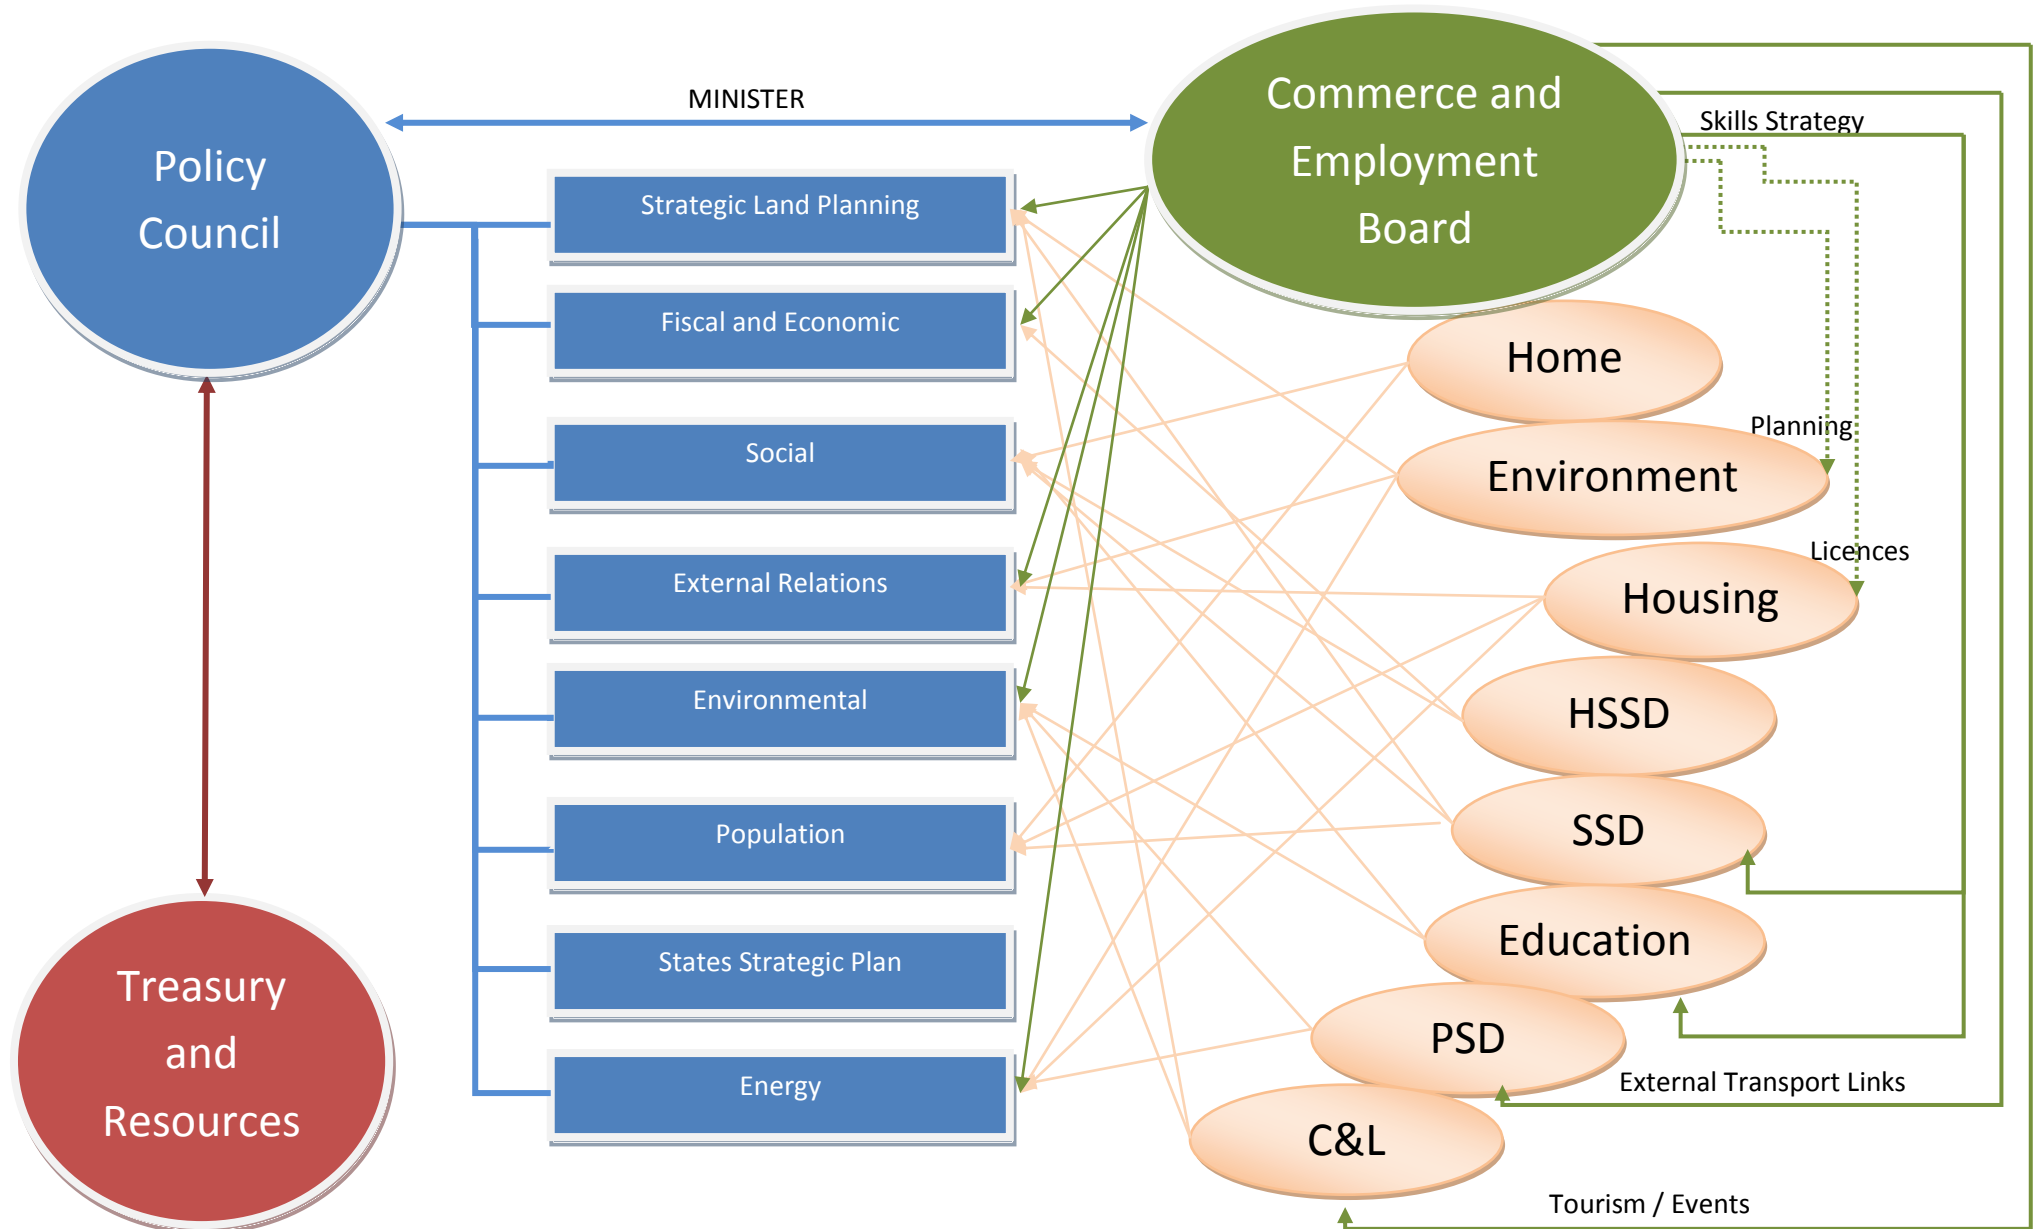 Policy
Council
MINISTER
Commerce and
Employment
Board
Skills Strategy
Strategic Land Planning
Fiscal and Economic
Social
External Relations
Environmental
Population
States Strategic Plan
Energy
Home
Planning
Environment
Licences
Housing
HSSD
SSD
Education
PSD
External Transport Links
C&L
Tourism / Events
Treasury
and
Resources